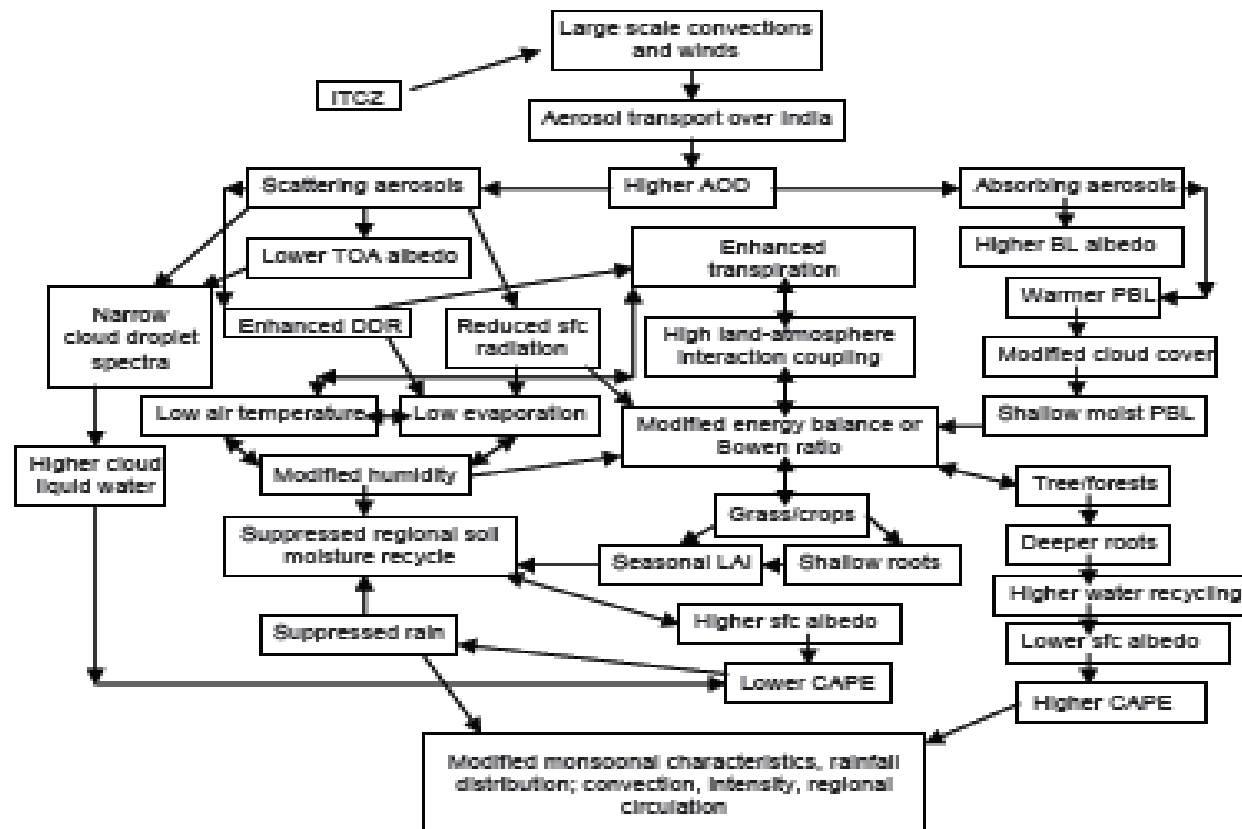 Large scale convections
and winds
ITCZ
Aerosol transport over India
Scattering aerosols
Higher AOD
Absorbing aerosols
Lower TOA albedo
Enhanced
transpiration
Higher BL albedo
Narrow
cloud droplet
spectra
Enhanced DDR
Reduced sfc
radiation
High land-atmosphere
interaction coupling
Warmer PBL
Modified cloud cover
Low air temperature
Low evaporation
Modified energy balance or
Bowen ratio
Shallow moist PBL
Higher cloud
liquid water
Modified humidity
Tree/forests
Grass/crops
Suppressed regional soil
moisture recycle
Seasonal LAI
Shallow roots
Deeper roots
Higher water recycling
Suppressed rain
Higher sfc albedo
Lower sfc albedo
Lower CAPE
Higher CAPE
Modified monsoonal characteristics, rainfall
distribution; convection, intensity, regional
circulation